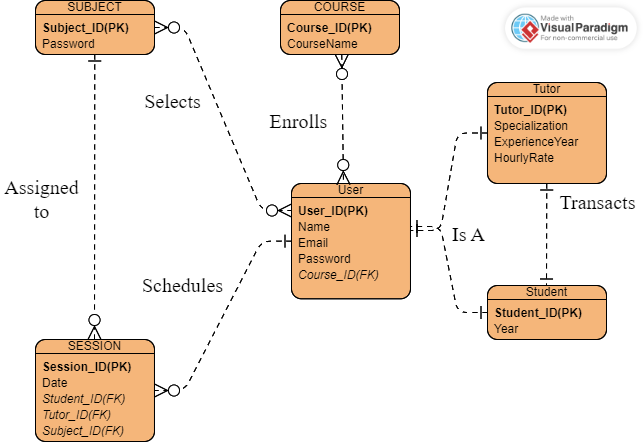 SUBJECT
Subject_ID(PK)
Password
COURSE
Course_ID(PK)
CourseName
Made with
Visual Paradigm
For non-commercial use
Selects
Enrolls
Tutor
Tutor_ID(PK)
Specialization
ExperienceYear
HourlyRate
Assigned
to
User
User_ID(PK)
Name
Email
Password
Course_ID(FK)
Is A
Transacts
Schedules
Student
Student_ID(PK)
Year
SESSION
Session_ID(PK)
Date
Student_ID(FK)
Tutor_ID(FK)
Subject_ID(FK)